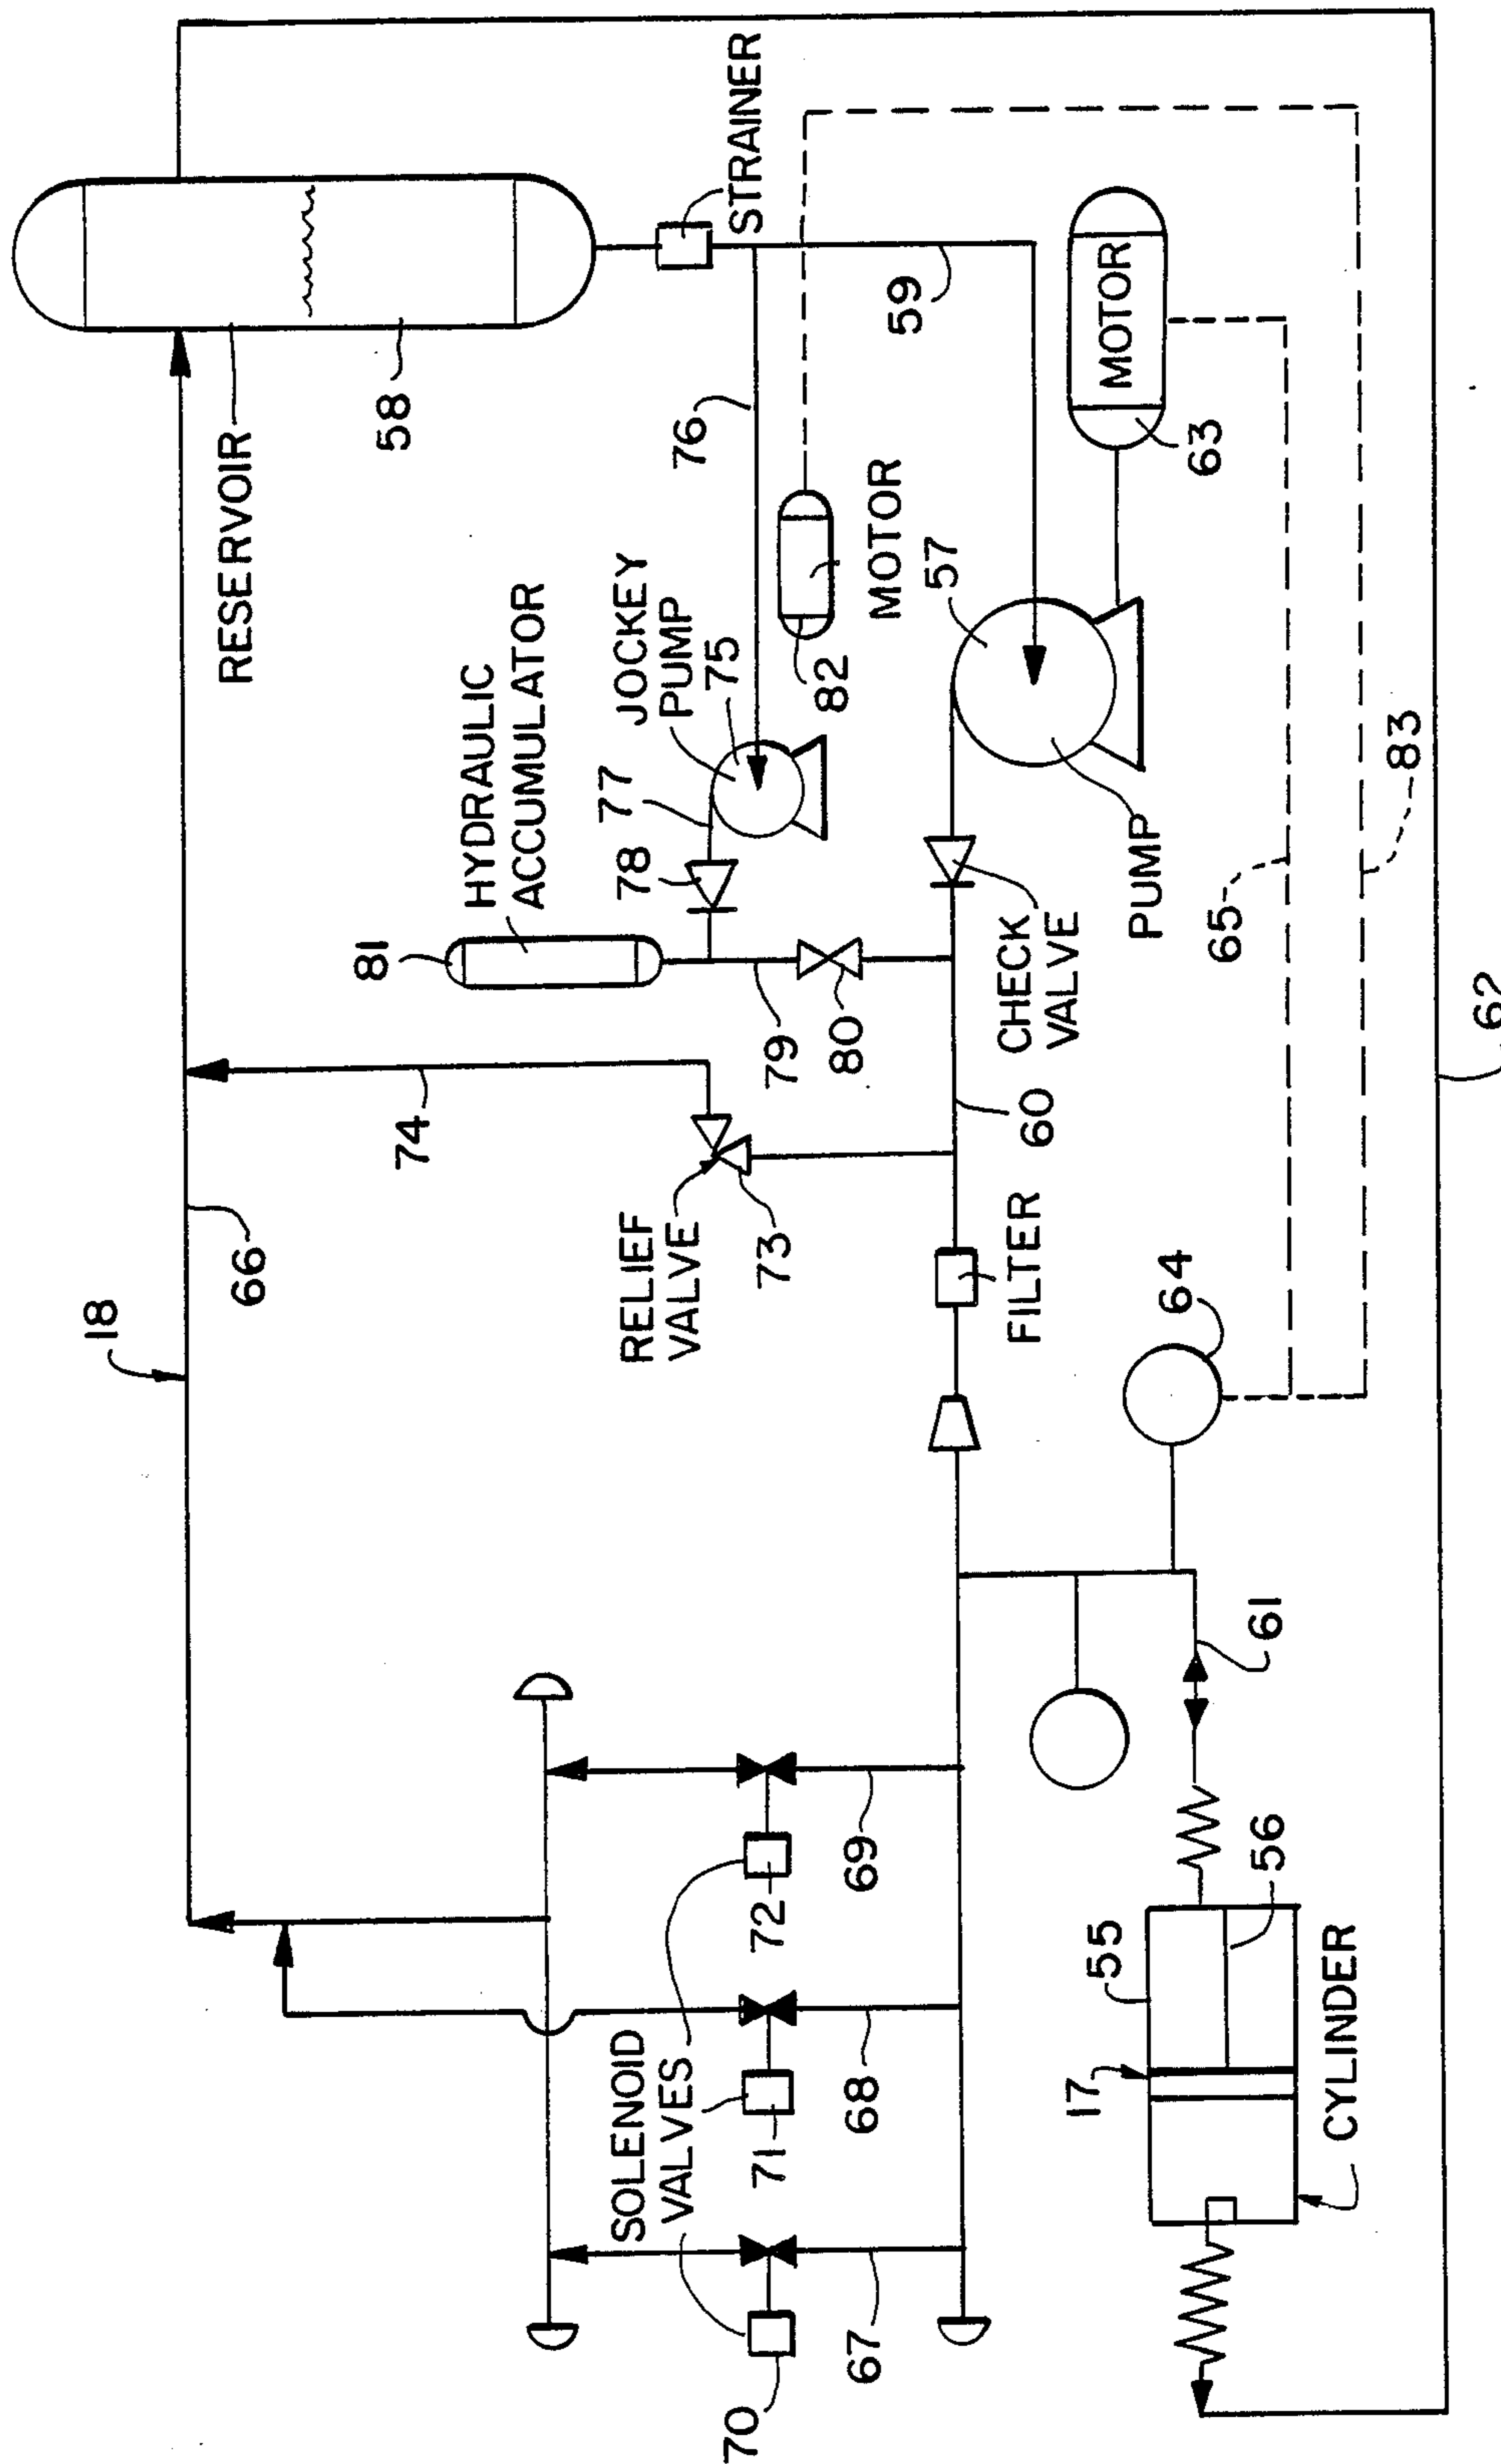 18
66
RESERVOIR
58
STRAINER
HYDRAULIC
ACCUMULATOR
81
JOCKEY
PUMP
75
77
78
76
74
79
80
82
MOTOR
59
RELIEF
VALVE
73
57
MOTOR
63
CHECK
VALVE
PUMP
60
FILTER
64
65
83
62
SOLENOID
VALVES
70
71
72
67
68
69
61
17
55
56
CYLINDER